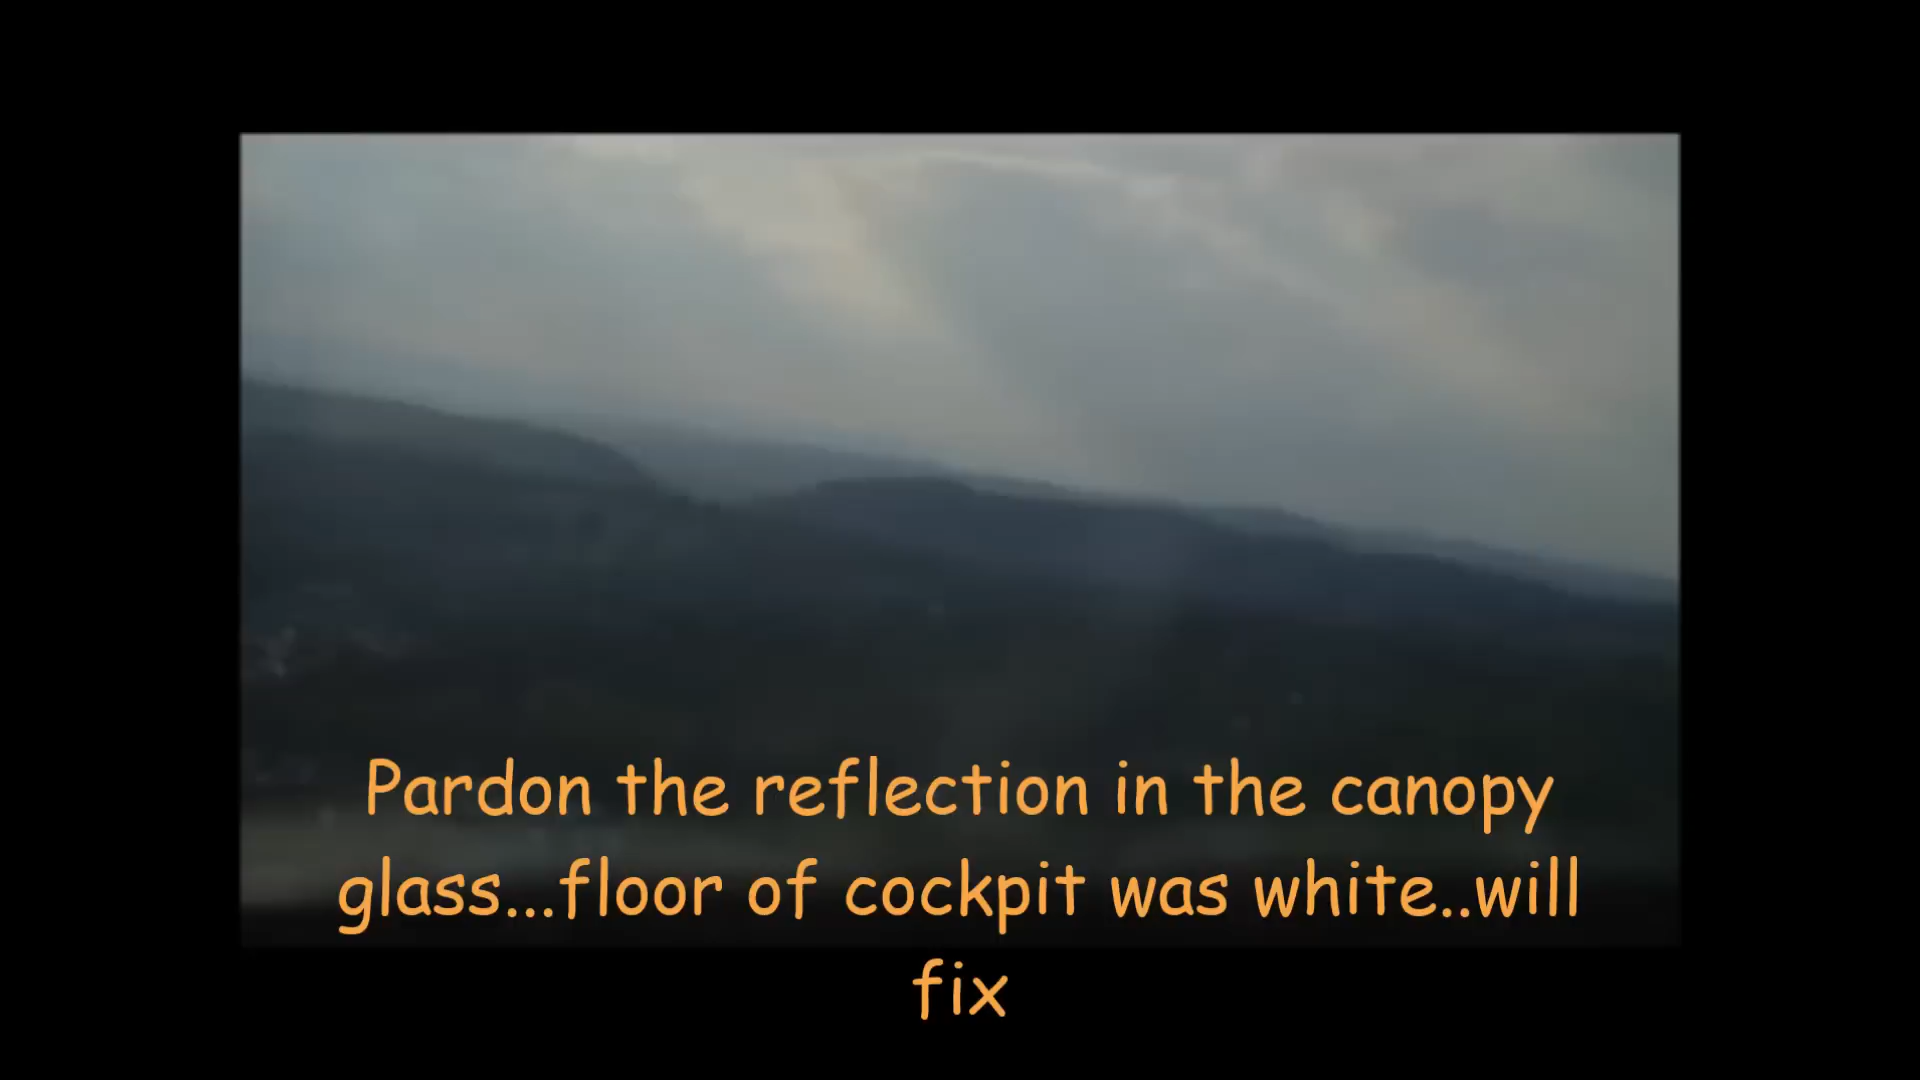 Pardon the reflection in the canopy
glass...floor of cockpit was white..will
fix